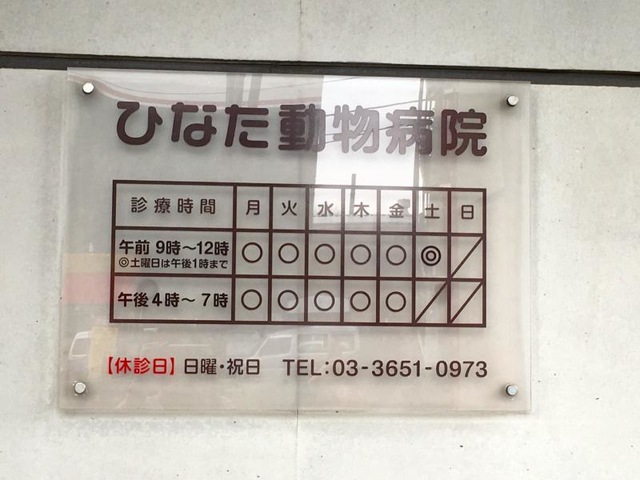 ひなた動物病院
診療時間 月 火 水 木 金 土 日
午前 9時〜12時 ○ ○ ○ ○ ○ ◎ ／
◎土曜日は午後1時まで
午後4時〜7時 ○ ○ ○ ○ ○ ／ ／
【休診日】日曜・祝日 TEL:03-3651-0973